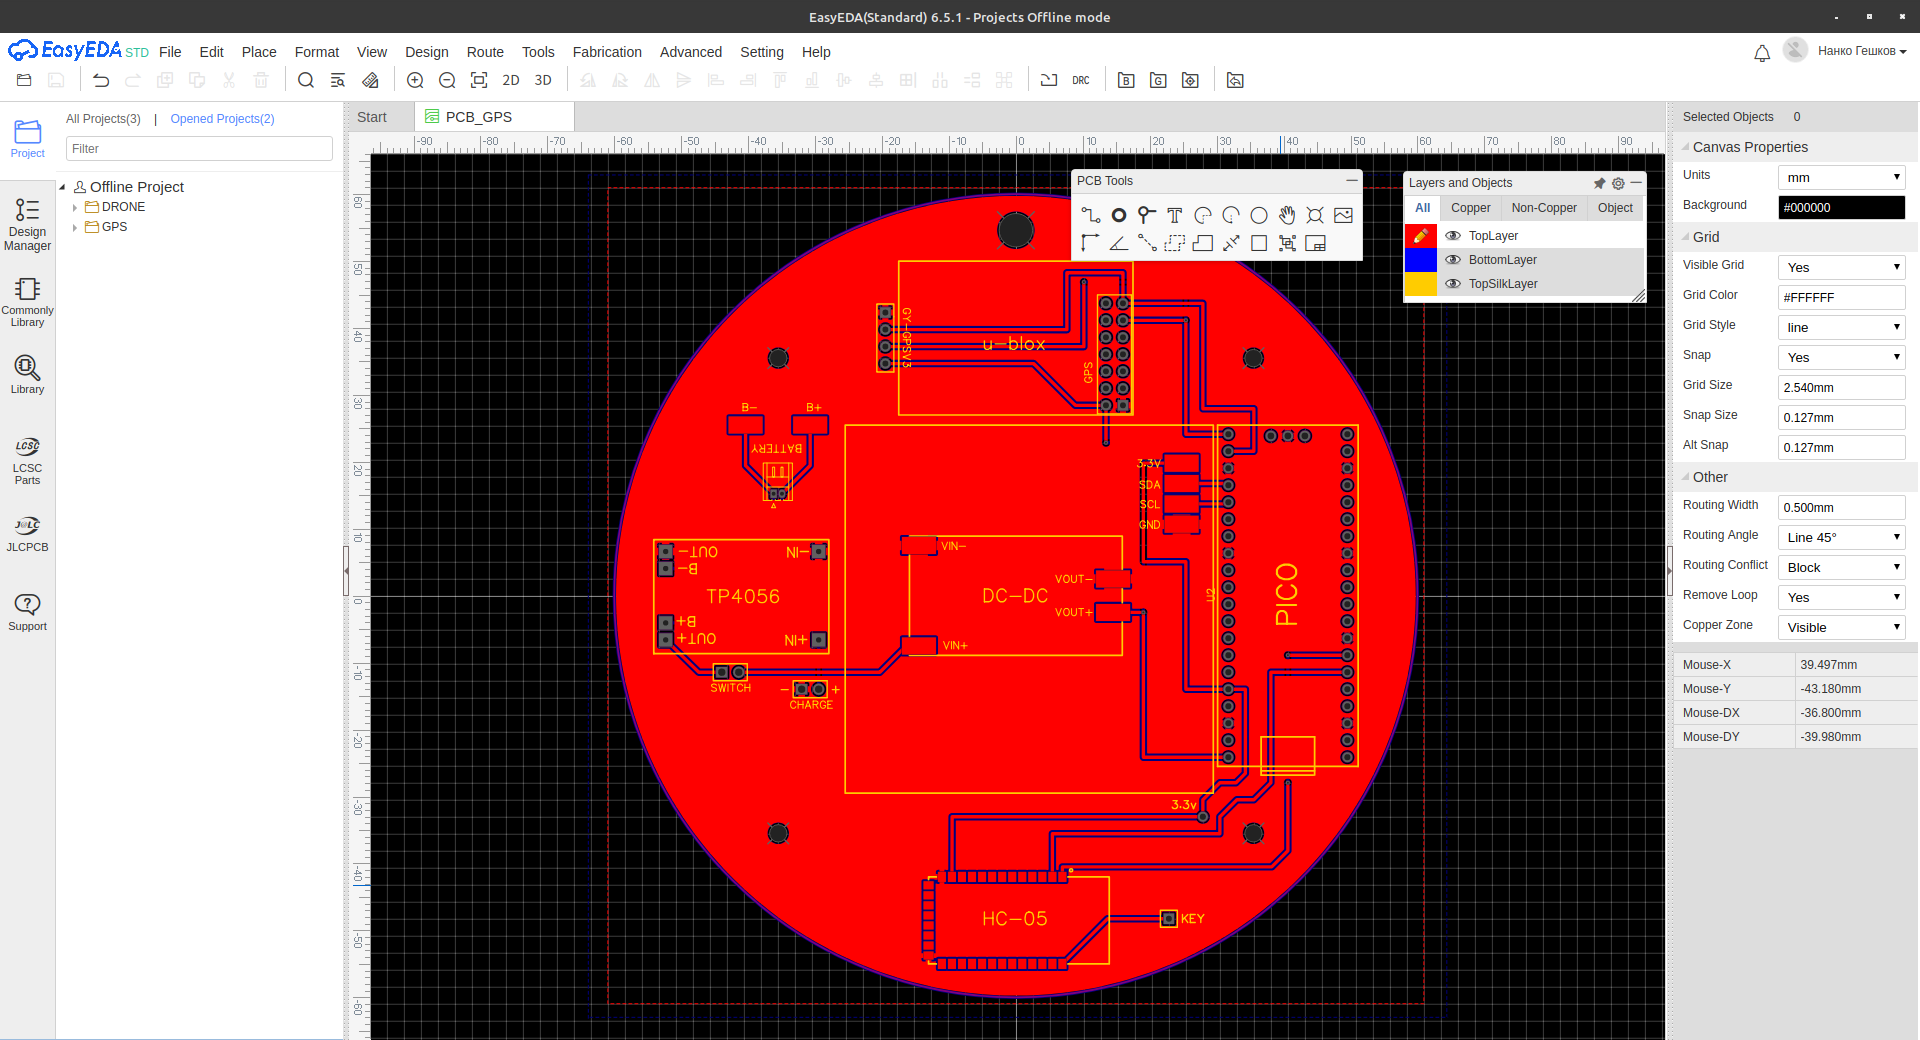 EasyEDA(Standard) 6.5.1 - Projects Offline mode
EasyEDA STD File Edit Place Format View Design Route Tools Fabrication Advanced Setting Help
Нанко Гешков
2D 3D DRC B G
All Projects(3) | Opened Projects(2)
Filter
Offline Project
DRONE
GPS
Project
Design Manager
Commonly Library
Library
LCSC
LCSC Parts
J@LC
JLCPCB
Support
Start PCB_GPS
-90 -80 -70 -60 -50 -40 -30 -20 -10 0 10 20 30 40 50 60 70 80 90
60
50
40
30
20
10
0
-10
-20
-30
-40
-50
-60
PCB Tools
Layers and Objects
All Copper Non-Copper Object
TopLayer
BottomLayer
TopSilkLayer
GY-GPSV3
u-blox
GPS
B- B+
BATTERY
3.3V
SDA
SCL
GND
OUT- IN-
B-
TP4056
B+
OUT+ IN+
SWITCH
- +
CHARGE
VIN-
VOUT-
DC-DC
VOUT+
VIN+
U2
PICO
3.3v
HC-05
KEY
Selected Objects 0
Canvas Properties
Units mm
Background #000000
Grid
Visible Grid Yes
Grid Color #FFFFFF
Grid Style line
Snap Yes
Grid Size 2.540mm
Snap Size 0.127mm
Alt Snap 0.127mm
Other
Routing Width 0.500mm
Routing Angle Line 45°
Routing Conflict Block
Remove Loop Yes
Copper Zone Visible
Mouse-X 39.497mm
Mouse-Y -43.180mm
Mouse-DX -36.800mm
Mouse-DY -39.980mm